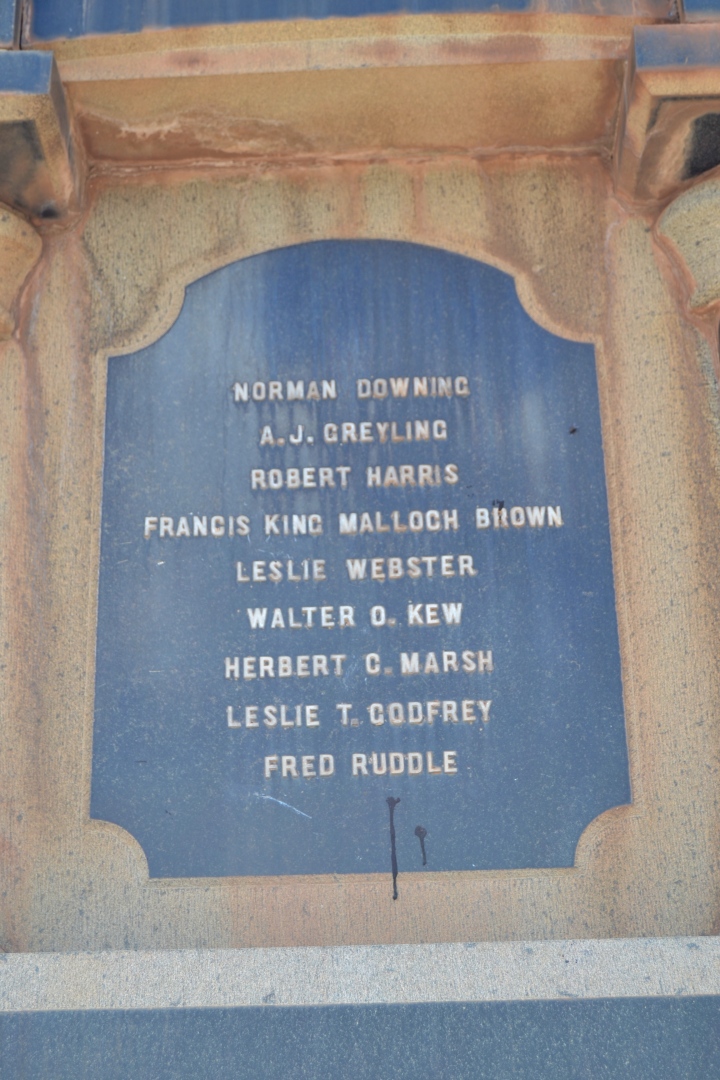 NORMAN DOWNING
A. J. GREYLING
ROBERT HARRIS
FRANCIS KING MALLOCH BROWN
LESLIE WEBSTER
WALTER O. KEW
HERBERT C. MARSH
LESLIE T. GODFREY
FRED RUDDLE